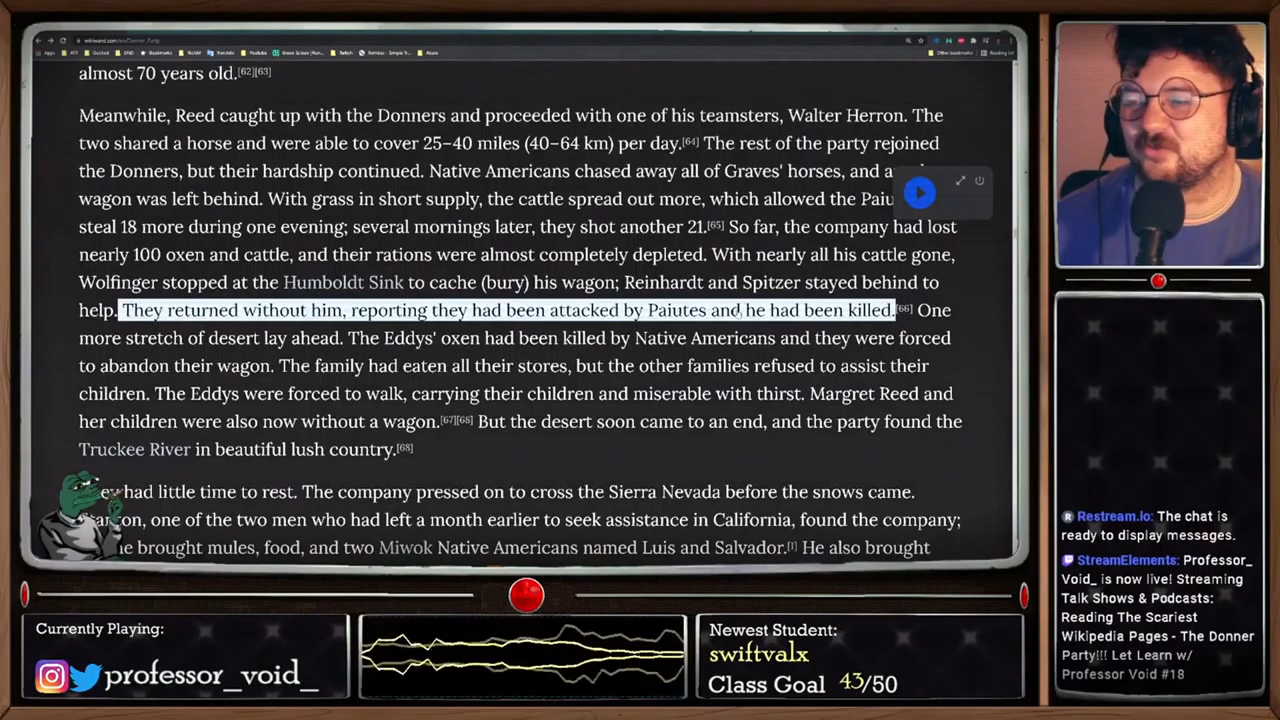 almost 70 years old.[62][63]
Meanwhile, Reed caught up with the Donners and proceeded with one of his teamsters, Walter Herron. The
two shared a horse and were able to cover 25–40 miles (40–64 km) per day.[64] The rest of the party rejoined
the Donners, but their hardship continued. Native Americans chased away all of Graves' horses, and a
wagon was left behind. With grass in short supply, the cattle spread out more, which allowed the Paiu
steal 18 more during one evening; several mornings later, they shot another 21.[65] So far, the company had lost
nearly 100 oxen and cattle, and their rations were almost completely depleted. With nearly all his cattle gone,
Wolfinger stopped at the Humboldt Sink to cache (bury) his wagon; Reinhardt and Spitzer stayed behind to
help. They returned without him, reporting they had been attacked by Paiutes and he had been killed.[66] One
more stretch of desert lay ahead. The Eddys' oxen had been killed by Native Americans and they were forced
to abandon their wagon. The family had eaten all their stores, but the other families refused to assist their
children. The Eddys were forced to walk, carrying their children and miserable with thirst. Margret Reed and
her children were also now without a wagon.[67][68] But the desert soon came to an end, and the party found the
Truckee River in beautiful lush country.[68]
had little time to rest. The company pressed on to cross the Sierra Nevada before the snows came.
one of the two men who had left a month earlier to seek assistance in California, found the company;
brought mules, food, and two Miwok Native Americans named Luis and Salvador.[I] He also brought
Restream.io: The chat is
ready to display messages.
StreamElements: Professor_
Void_ is now live! Streaming
Talk Shows & Podcasts:
Reading The Scariest
Wikipedia Pages - The Donner
Party!!! Let Learn w/
Professor Void #18
Currently Playing:
professor_void_
Newest Student:
swiftvalx
Class Goal 43/50